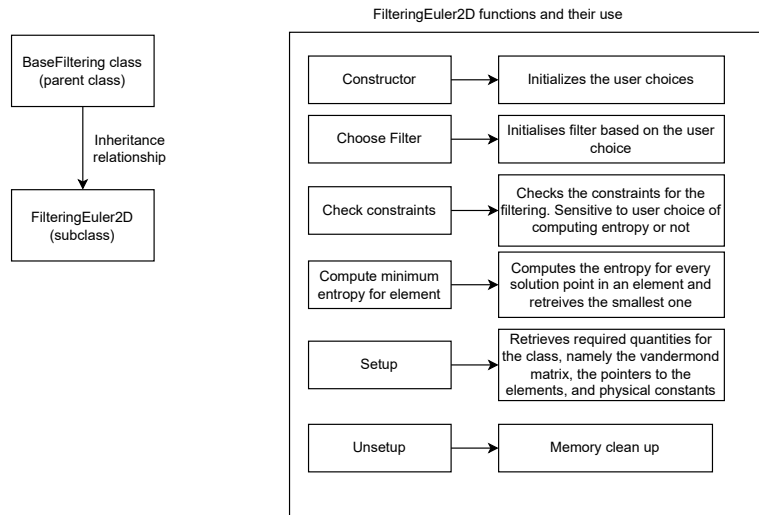 FilteringEuler2D functions and their use
BaseFiltering class
(parent class)
Inheritance
relationship
FilteringEuler2D
(subclass)
Constructor
Initializes the user choices
Choose Filter
Initialises filter based on the user
choice
Check constraints
Checks the constraints for the
filtering. Sensitive to user choice of
computing entropy or not
Compute minimum
entropy for element
Computes the entropy for every
solution point in an element and
retreives the smallest one
Setup
Retrieves required quantities for
the class, namely the vandermond
matrix, the pointers to the
elements, and physical constants
Unsetup
Memory clean up